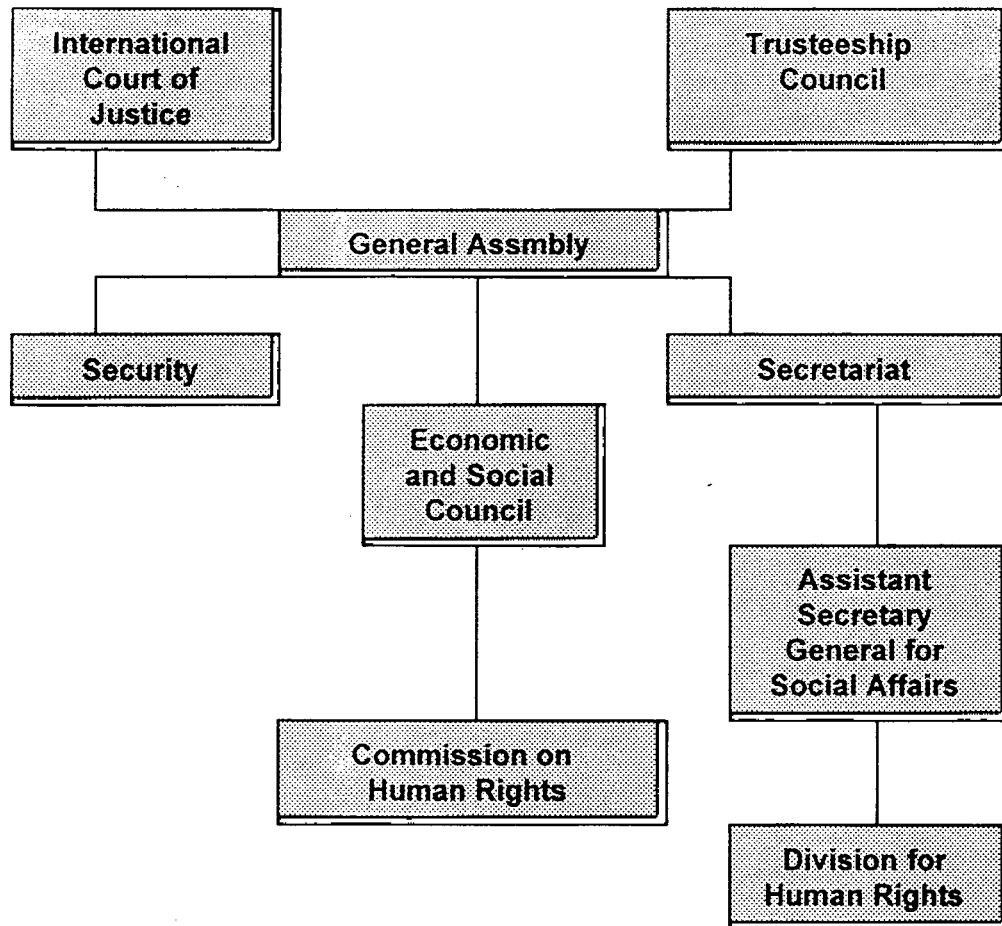 International
Court of
Justice
Trusteeship
Council
General Assmbly
Security
Secretariat
Economic
and Social
Council
Assistant
Secretary
General for
Social Affairs
Commission on
Human Rights
Division for
Human Rights